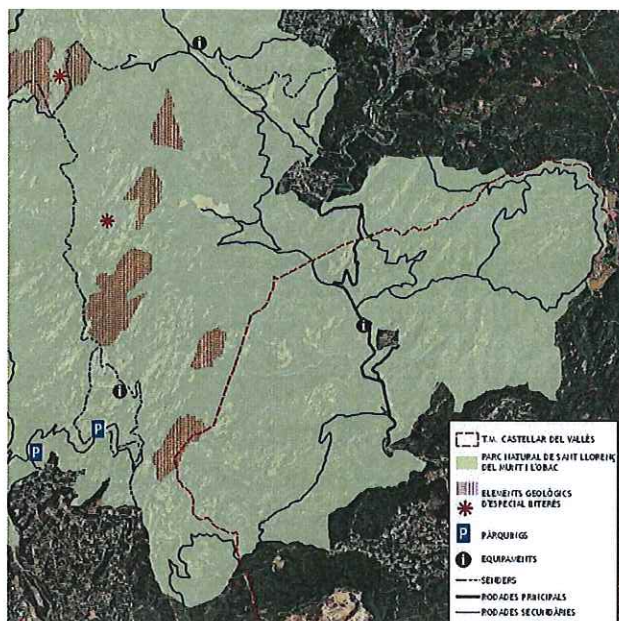 i
i
i
P
P
T.M. CASTELLAR DEL VALLÈS
PARC NATURAL DE SANT LLORENÇ
DEL MUNT I L'OBAC
ELEMENTS GEOLÒGICS
D'ESPECIAL INTERÈS
P PÀRQUINGS
i EQUIPAMENTS
SENDERS
RODADES PRINCIPALS
RODADES SECUNDÀRIES